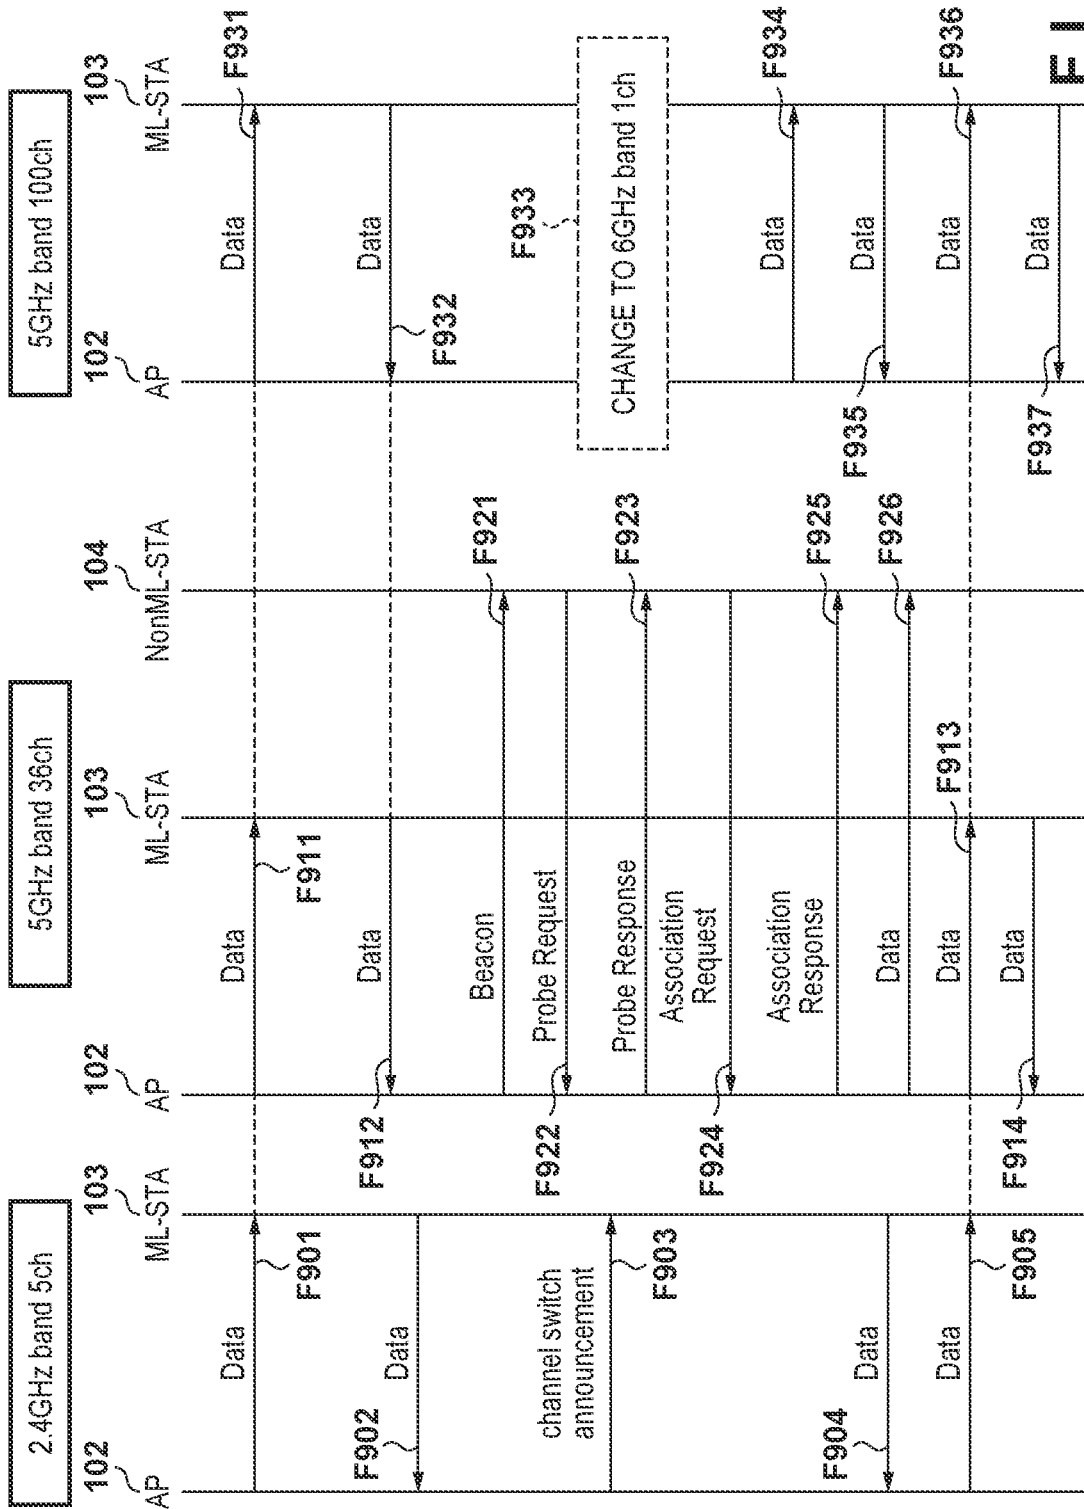 2.4GHz band 5ch
5GHz band 36ch
5GHz band 100ch
102
AP
103
ML-STA
102
AP
103
ML-STA
104
NonML-STA
102
AP
103
ML-STA
Data
F901
Data
F902
channel switch
announcement
F903
Data
F904
Data
F905
Data
F911
Data
F912
Beacon
F921
Probe Request
F922
Probe Response
F923
Association
Request
F924
Association
Response
F925
Data
F926
Data
F913
Data
F914
Data
F931
Data
F932
F933
CHANGE TO 6GHz band 1ch
Data
F934
Data
F935
Data
F936
Data
F937